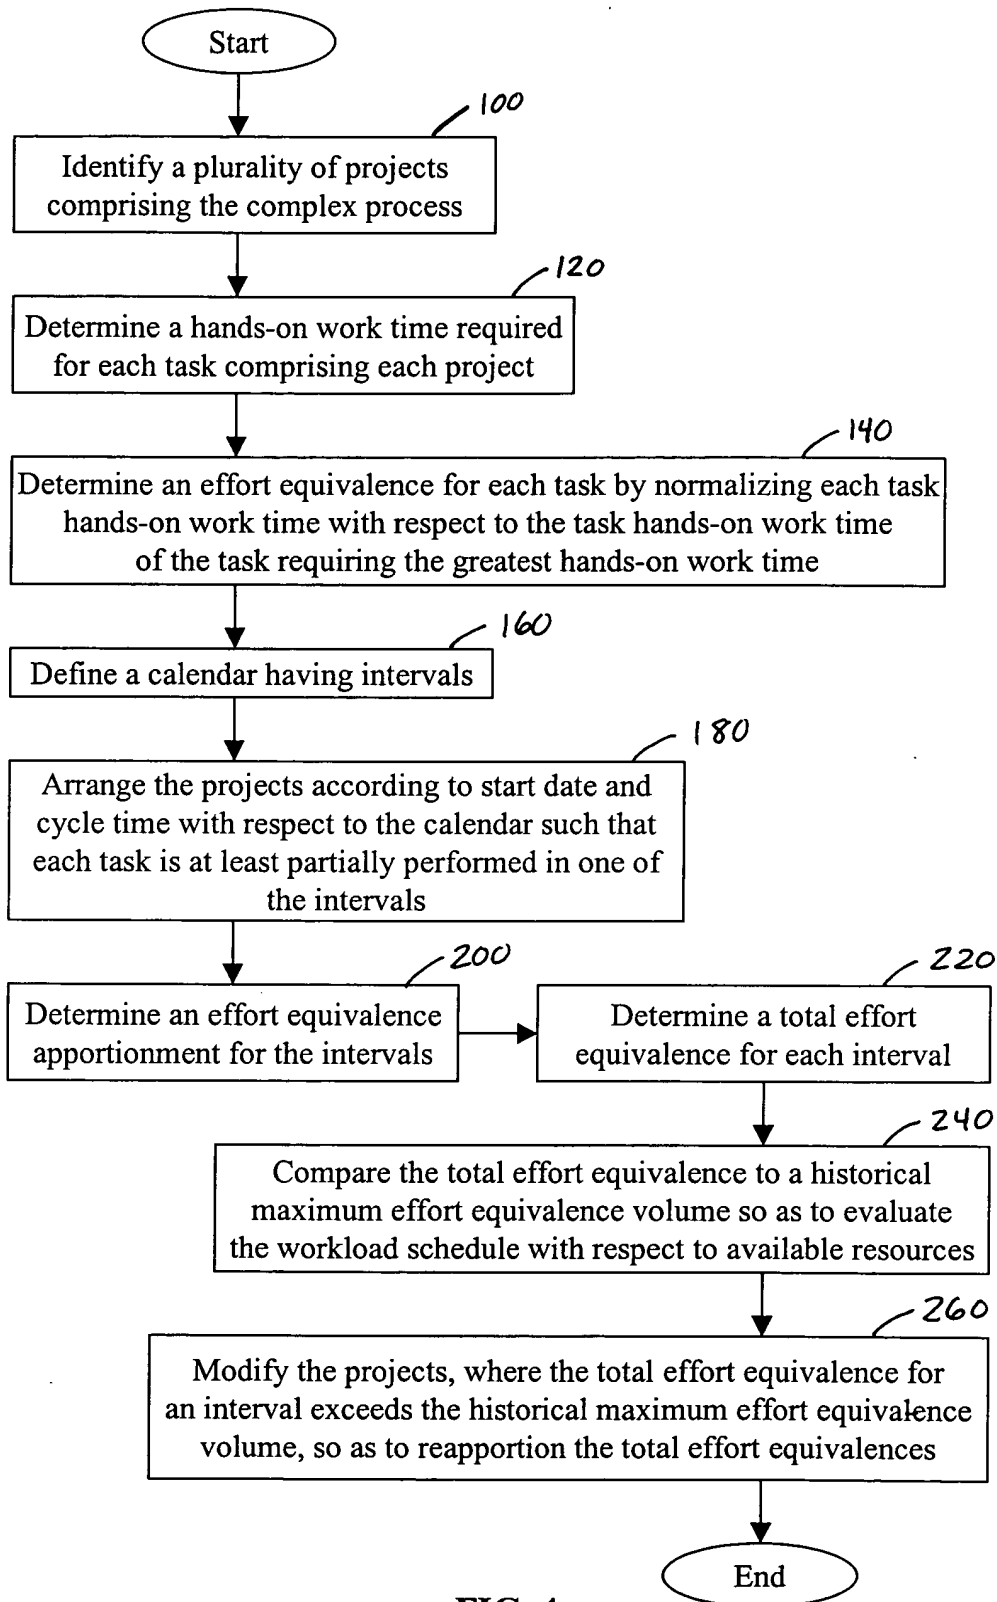 Start
100
Identify a plurality of projects
comprising the complex process
120
Determine a hands-on work time required
for each task comprising each project
140
Determine an effort equivalence for each task by normalizing each task
hands-on work time with respect to the task hands-on work time
of the task requiring the greatest hands-on work time
160
Define a calendar having intervals
180
Arrange the projects according to start date and
cycle time with respect to the calendar such that
each task is at least partially performed in one of
the intervals
200
Determine an effort equivalence
apportionment for the intervals
220
Determine a total effort
equivalence for each interval
240
Compare the total effort equivalence to a historical
maximum effort equivalence volume so as to evaluate
the workload schedule with respect to available resources
260
Modify the projects, where the total effort equivalence for
an interval exceeds the historical maximum effort equivalence
volume, so as to reapportion the total effort equivalences
End